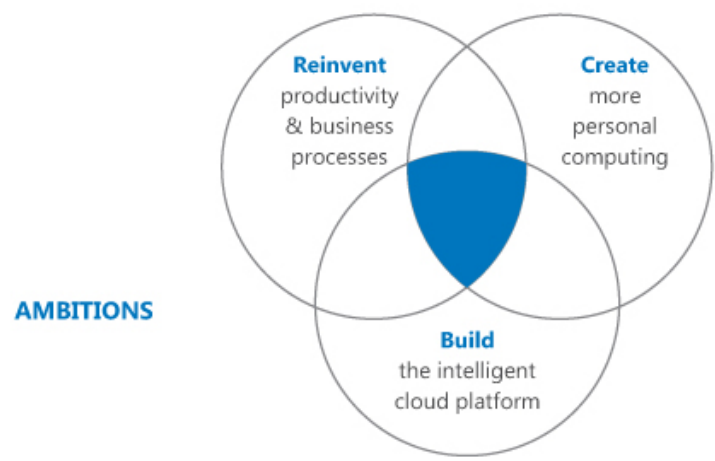 Reinvent
productivity
& business
processes
Create
more
personal
computing
AMBITIONS
Build
the intelligent
cloud platform